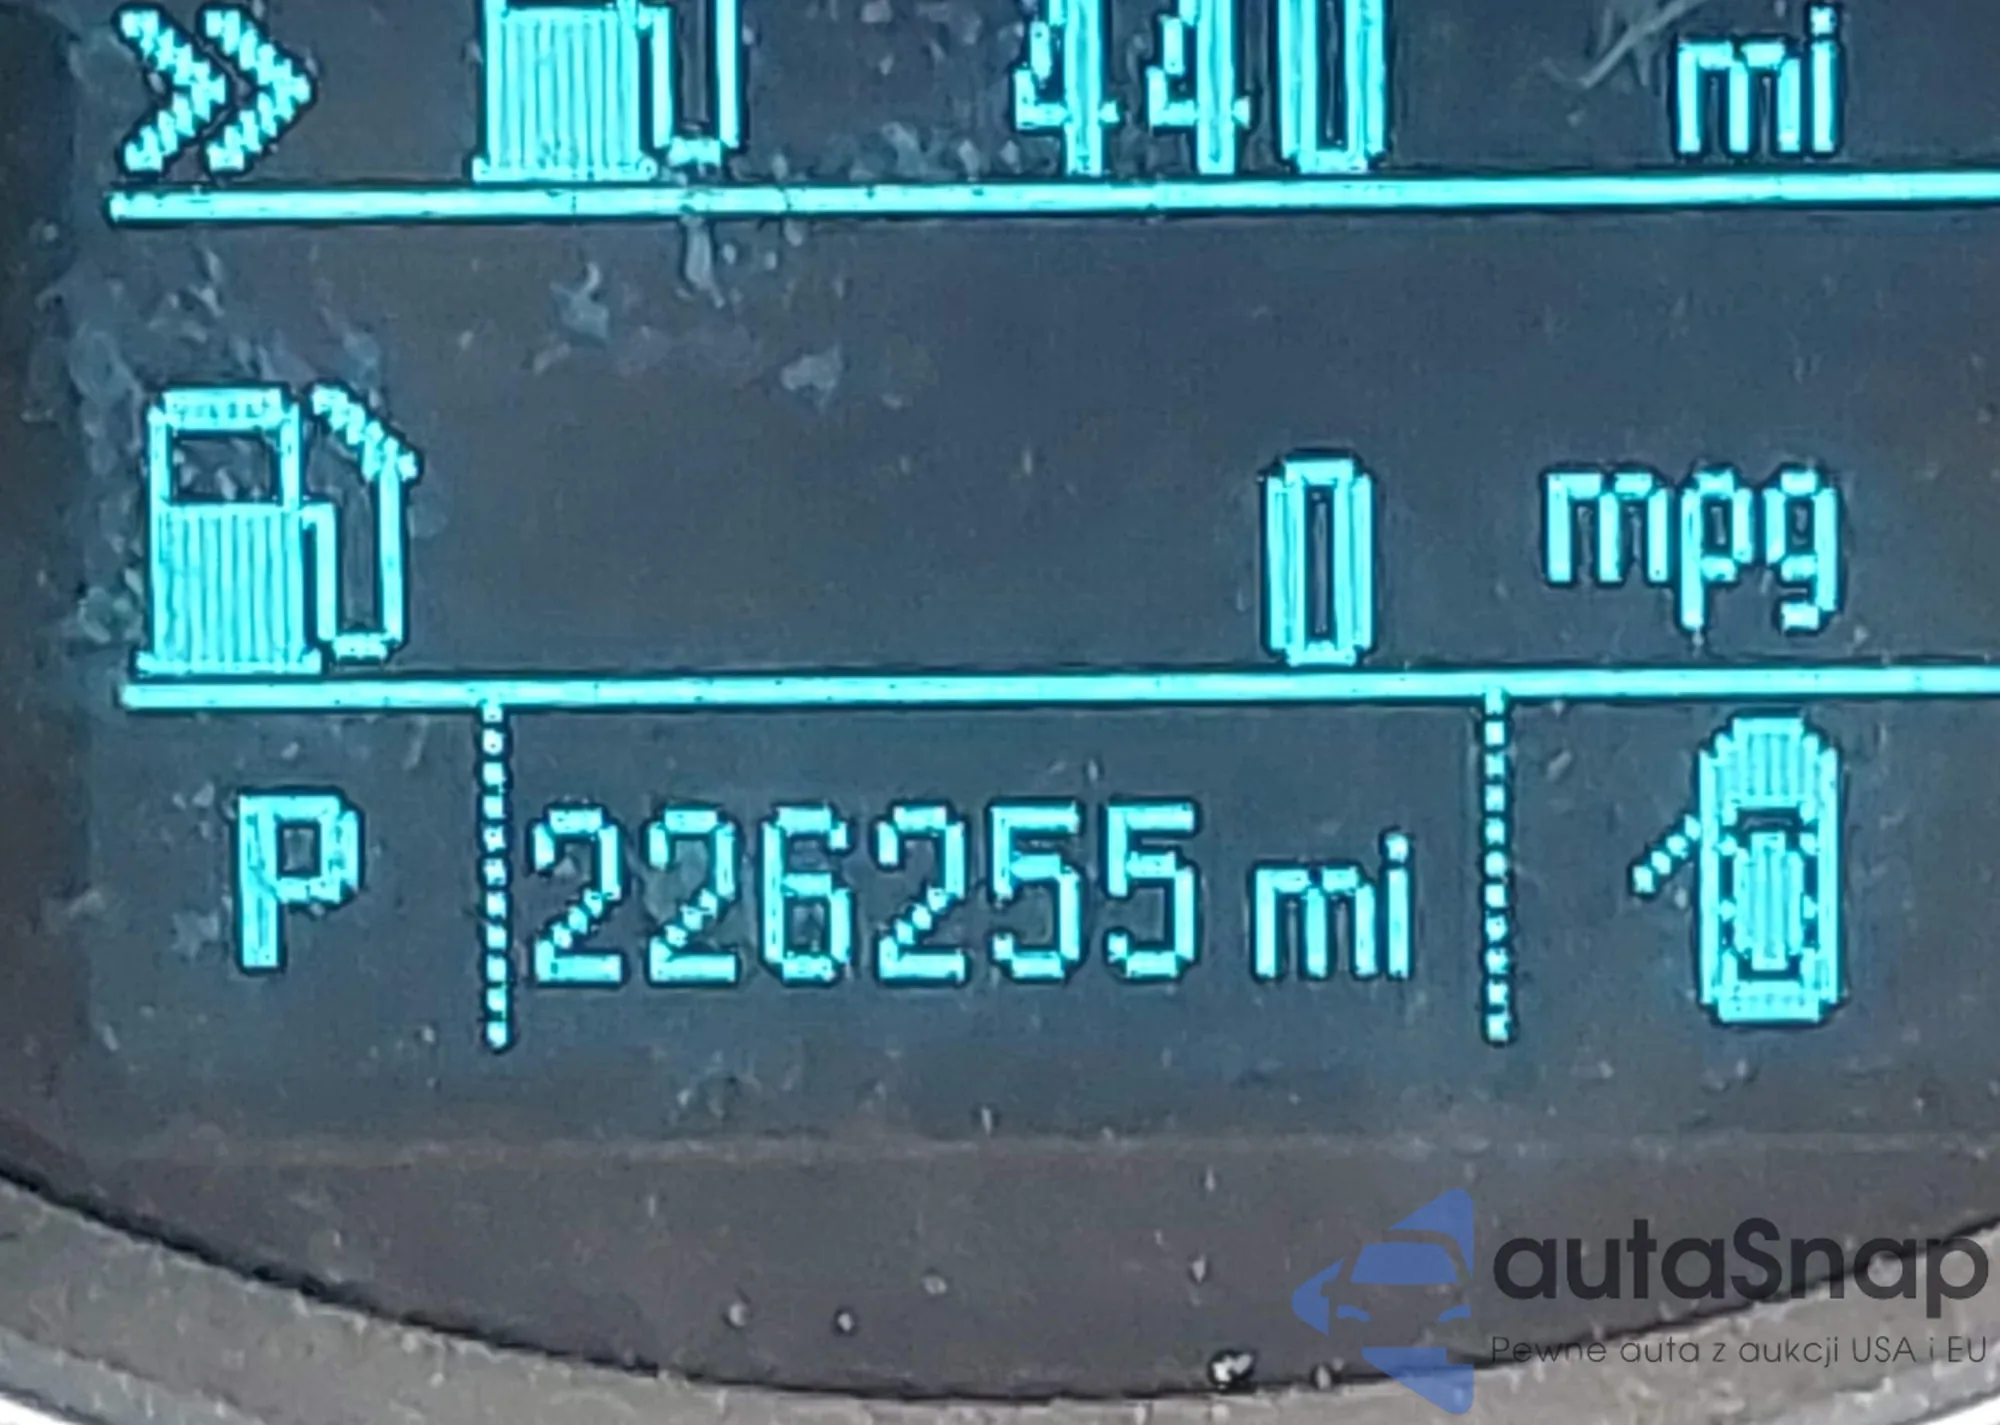 440 mi
0 mpg
P 226255 mi
autaSnap
Pewne auta z aukcji USA i EU